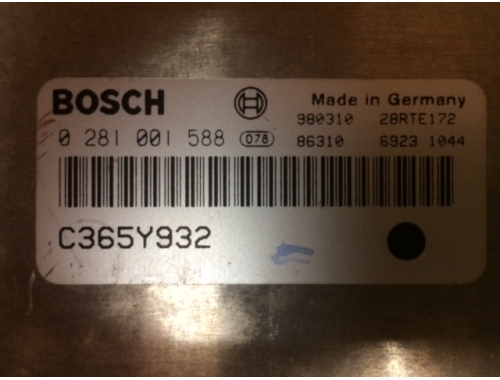 BOSCH Made in Germany
980310 28RTE172
0 281 001 588 078 86310 6923 1044
C365Y932